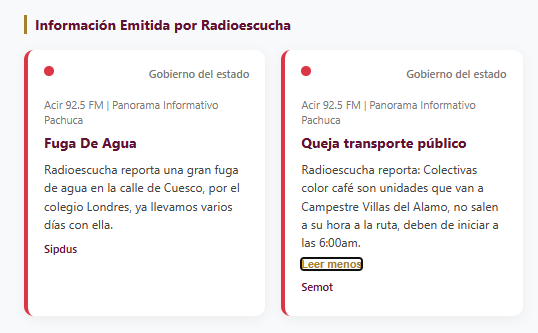 Información Emitida por Radioescucha
Gobierno del estado
Acir 92.5 FM | Panorama Informativo
Pachuca
Fuga De Agua
Radioescucha reporta una gran fuga
de agua en la calle de Cuesco, por el
colegio Londres, ya llevamos varios
días con ella.
Sipdus
Gobierno del estado
Acir 92.5 FM | Panorama Informativo
Pachuca
Queja transporte público
Radioescucha reporta: Colectivas
color café son unidades que van a
Campestre Villas del Alamo, no salen
a su hora a la ruta, deben de iniciar a
las 6:00am.
Leer menos
Semot